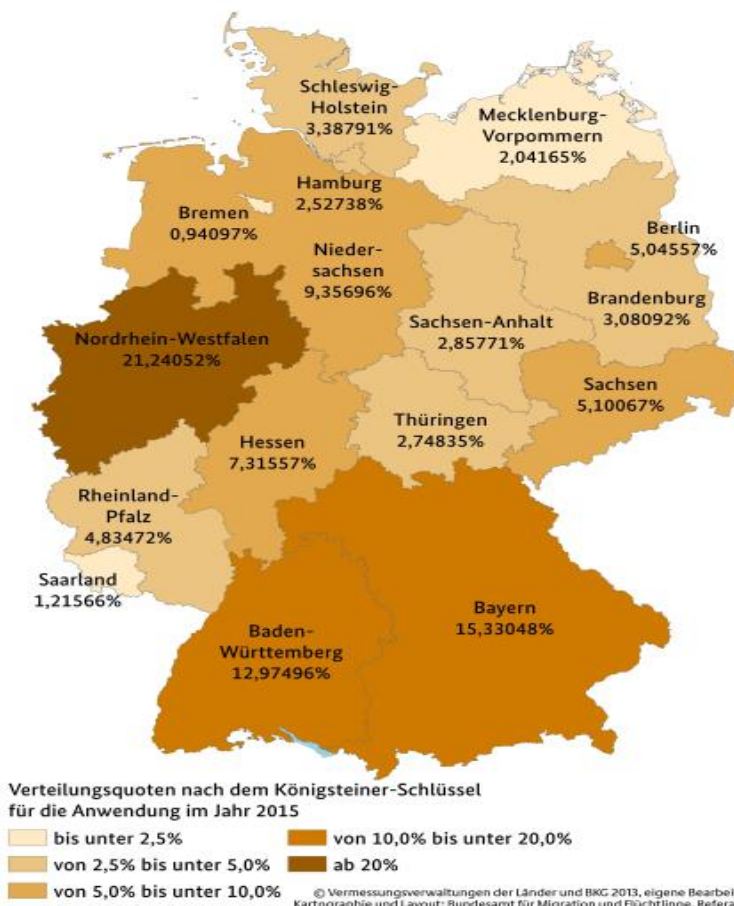 Schleswig-
Holstein
3,38791%
Mecklenburg-
Vorpommern
2,04165%
Hamburg
2,52738%
Bremen
0,94097%
Nieder-
sachsen
9,35696%
Berlin
5,04557%
Brandenburg
3,08092%
Sachsen-Anhalt
2,85771%
Nordrhein-Westfalen
21,24052%
Sachsen
5,10067%
Thüringen
2,74835%
Hessen
7,31557%
Rheinland-
Pfalz
4,83472%
Saarland
1,21566%
Bayern
15,33048%
Baden-
Württemberg
12,97496%
Verteilungsquoten nach dem Königsteiner-Schlüssel
für die Anwendung im Jahr 2015
bis unter 2,5%
von 2,5% bis unter 5,0%
von 5,0% bis unter 10,0%
von 10,0% bis unter 20,0%
ab 20%
© Vermessungsverwaltungen der Länder und BKG 2013, eigene Bearbei
Kartographie und Layout: Bundesamt für Migration und Flüchtlinge, Refera